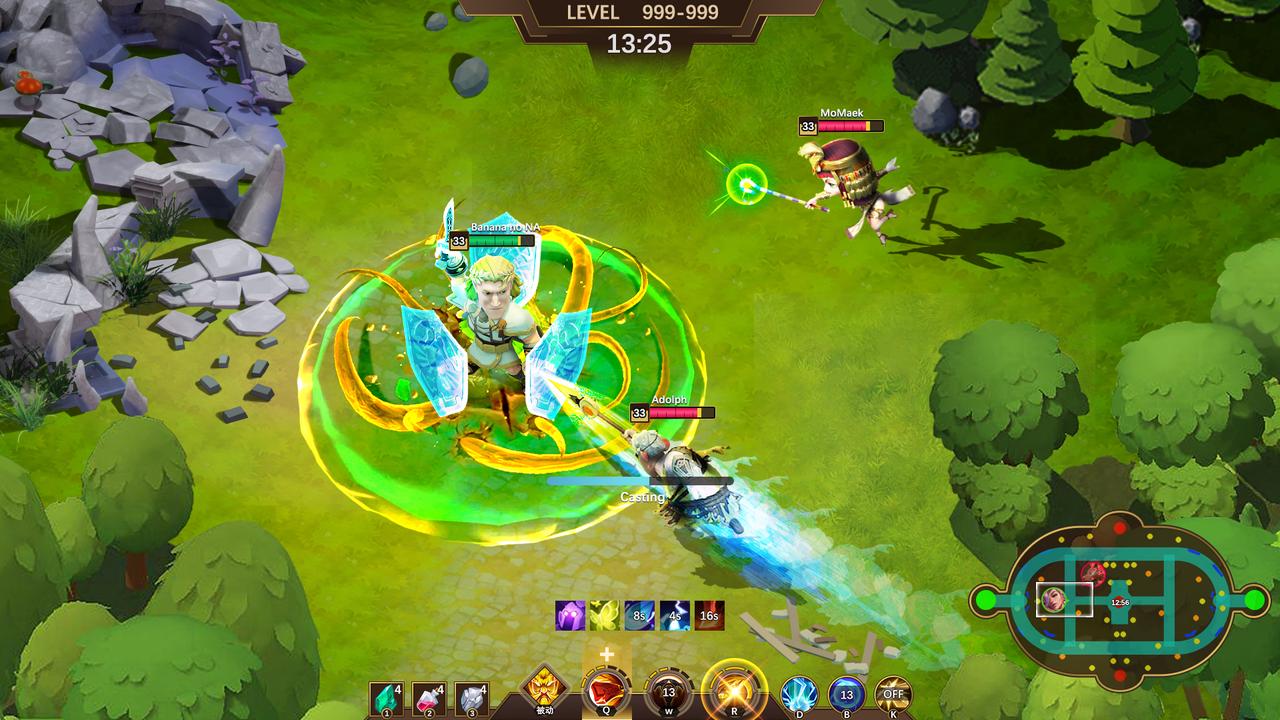 LEVEL 999-999
13:25
MoMaek
33
Banana no NA
33
Adolph
33
Casting
8s
4s
16s
+
4
4
4
13
13
OFF
1
2
3
被动
Q
W
R
D
B
K
12:56